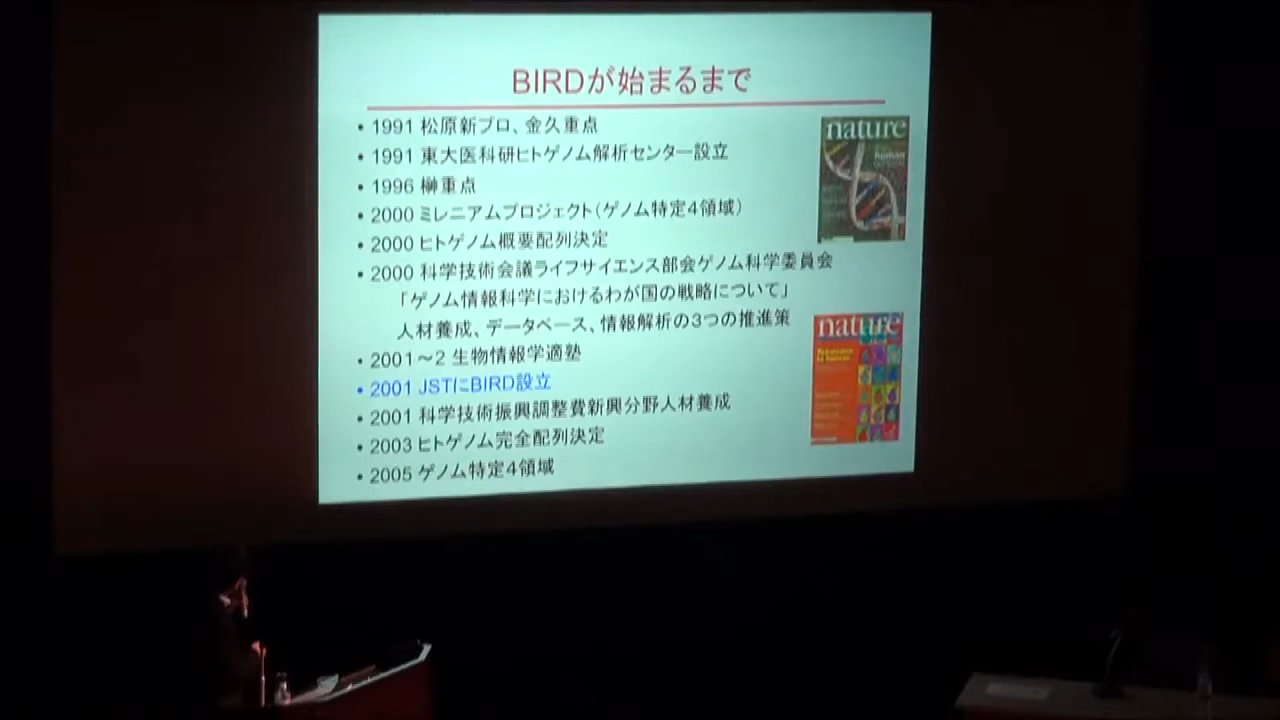 BIRDが始まるまで
• 1991 松原新プロ、金久重点
• 1991 東大医科研ヒトゲノム解析センター設立
• 1996 榊重点
• 2000 ミレニアムプロジェクト（ゲノム特定4領域）
• 2000 ヒトゲノム概要配列決定
• 2000 科学技術会議ライフサイエンス部会ゲノム科学委員会
「ゲノム情報科学におけるわが国の戦略について」
人材養成、データベース、情報解析の3つの推進策
• 2001～2 生物情報学適塾
• 2001 JSTにBIRD設立
• 2001 科学技術振興調整費新興分野人材養成
• 2003 ヒトゲノム完全配列決定
• 2005 ゲノム特定4領域
nature
human
nature